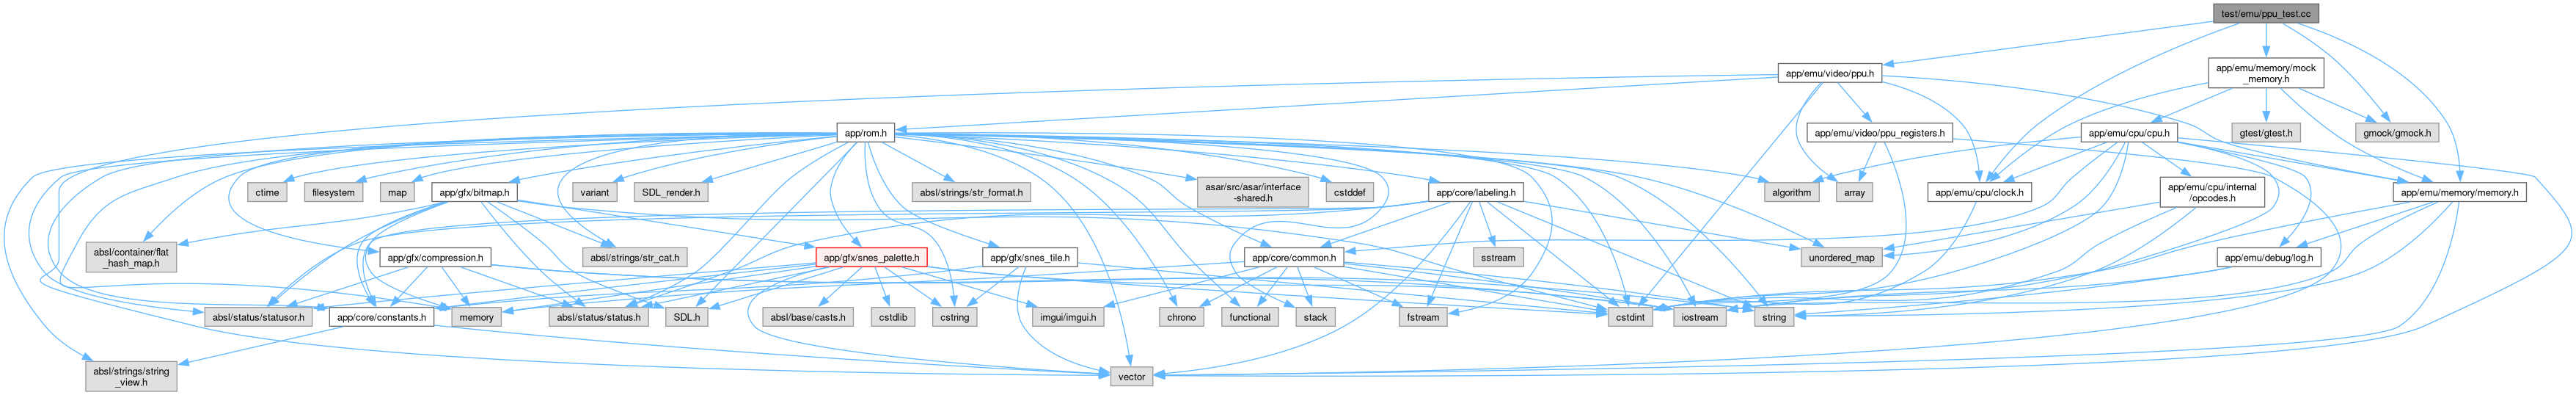 test/emu/ppu_test.cc
app/emu/video/ppu.h
app/emu/memory/mock
_memory.h
app/rom.h
app/emu/video/ppu_registers.h
app/emu/cpu/cpu.h
gtest/gtest.h
gmock/gmock.h
ctime
filesystem
map
app/gfx/bitmap.h
variant
SDL_render.h
absl/strings/str_format.h
asar/src/asar/interface
-shared.h
cstddef
app/core/labeling.h
algorithm
array
app/emu/cpu/clock.h
app/emu/cpu/internal
/opcodes.h
app/emu/memory/memory.h
absl/container/flat
_hash_map.h
app/gfx/compression.h
absl/strings/str_cat.h
app/gfx/snes_palette.h
app/gfx/snes_tile.h
app/core/common.h
sstream
unordered_map
app/emu/debug/log.h
absl/status/statusor.h
app/core/constants.h
memory
absl/status/status.h
SDL.h
absl/base/casts.h
cstdlib
cstring
imgui/imgui.h
chrono
functional
stack
fstream
cstdint
iostream
string
absl/strings/string
_view.h
vector